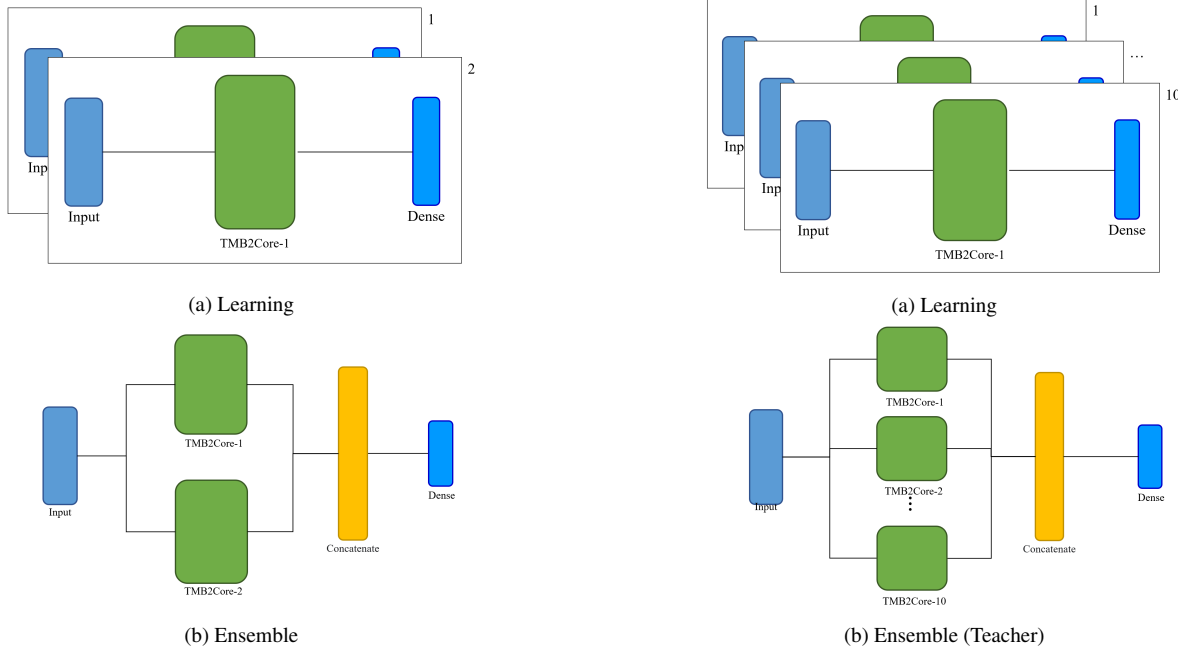 1
2
Inp
Input
TMB2Core-1
Dense
(a) Learning
TMB2Core-1
Input
Concatenate
Dense
TMB2Core-2
(b) Ensemble
1
...
10
Inp
Inp
Input
TMB2Core-1
Dense
(a) Learning
TMB2Core-1
TMB2Core-2
Input
Dense
Concatenate
TMB2Core-10
(b) Ensemble (Teacher)